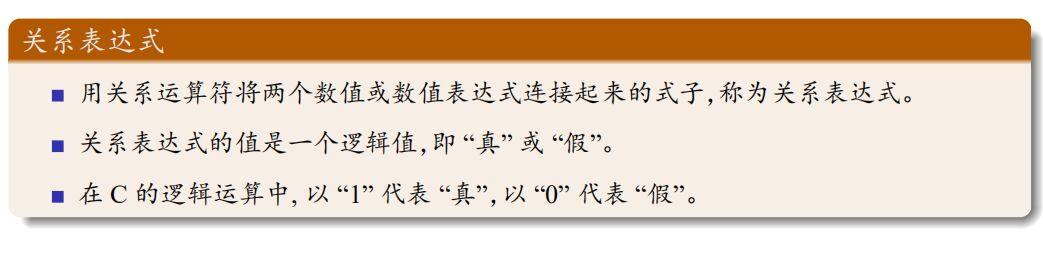 关系表达式
用关系运算符将两个数值或数值表达式连接起来的式子,称为关系表达式。
关系表达式的值是一个逻辑值,即 “真” 或 “假”。
在 C 的逻辑运算中, 以 “1” 代表 “真”, 以 “0” 代表 “假”。